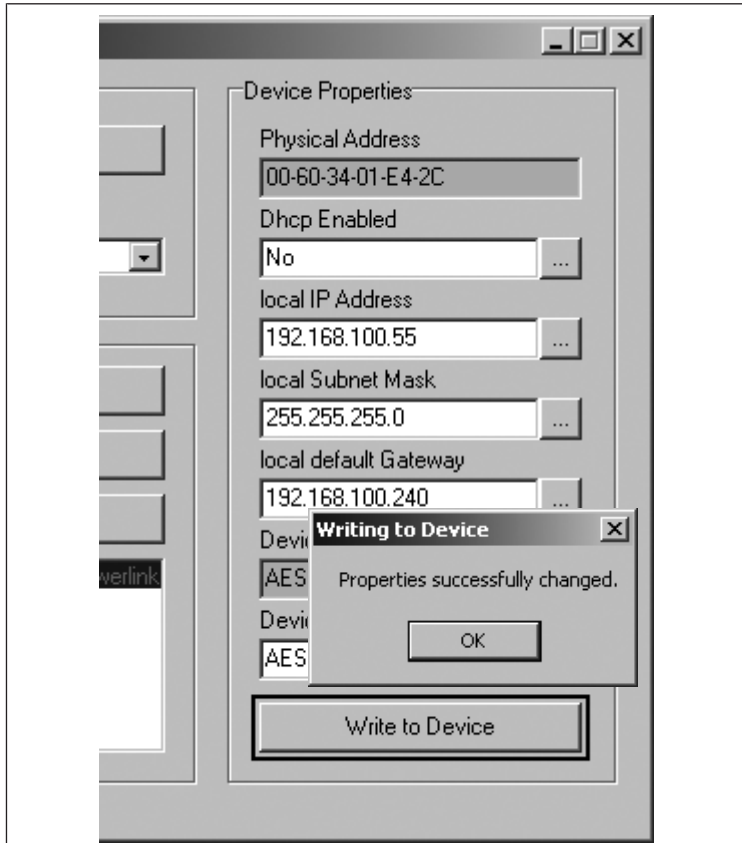 Device Properties
Physical Address
00-60-34-01-E4-2C
Dhcp Enabled
No
...
local IP Address
192.168.100.55
...
local Subnet Mask
255.255.255.0
...
local default Gateway
192.168.100.240
...
Writing to Device
Properties successfully changed.
OK
AES
AES
Write to Device